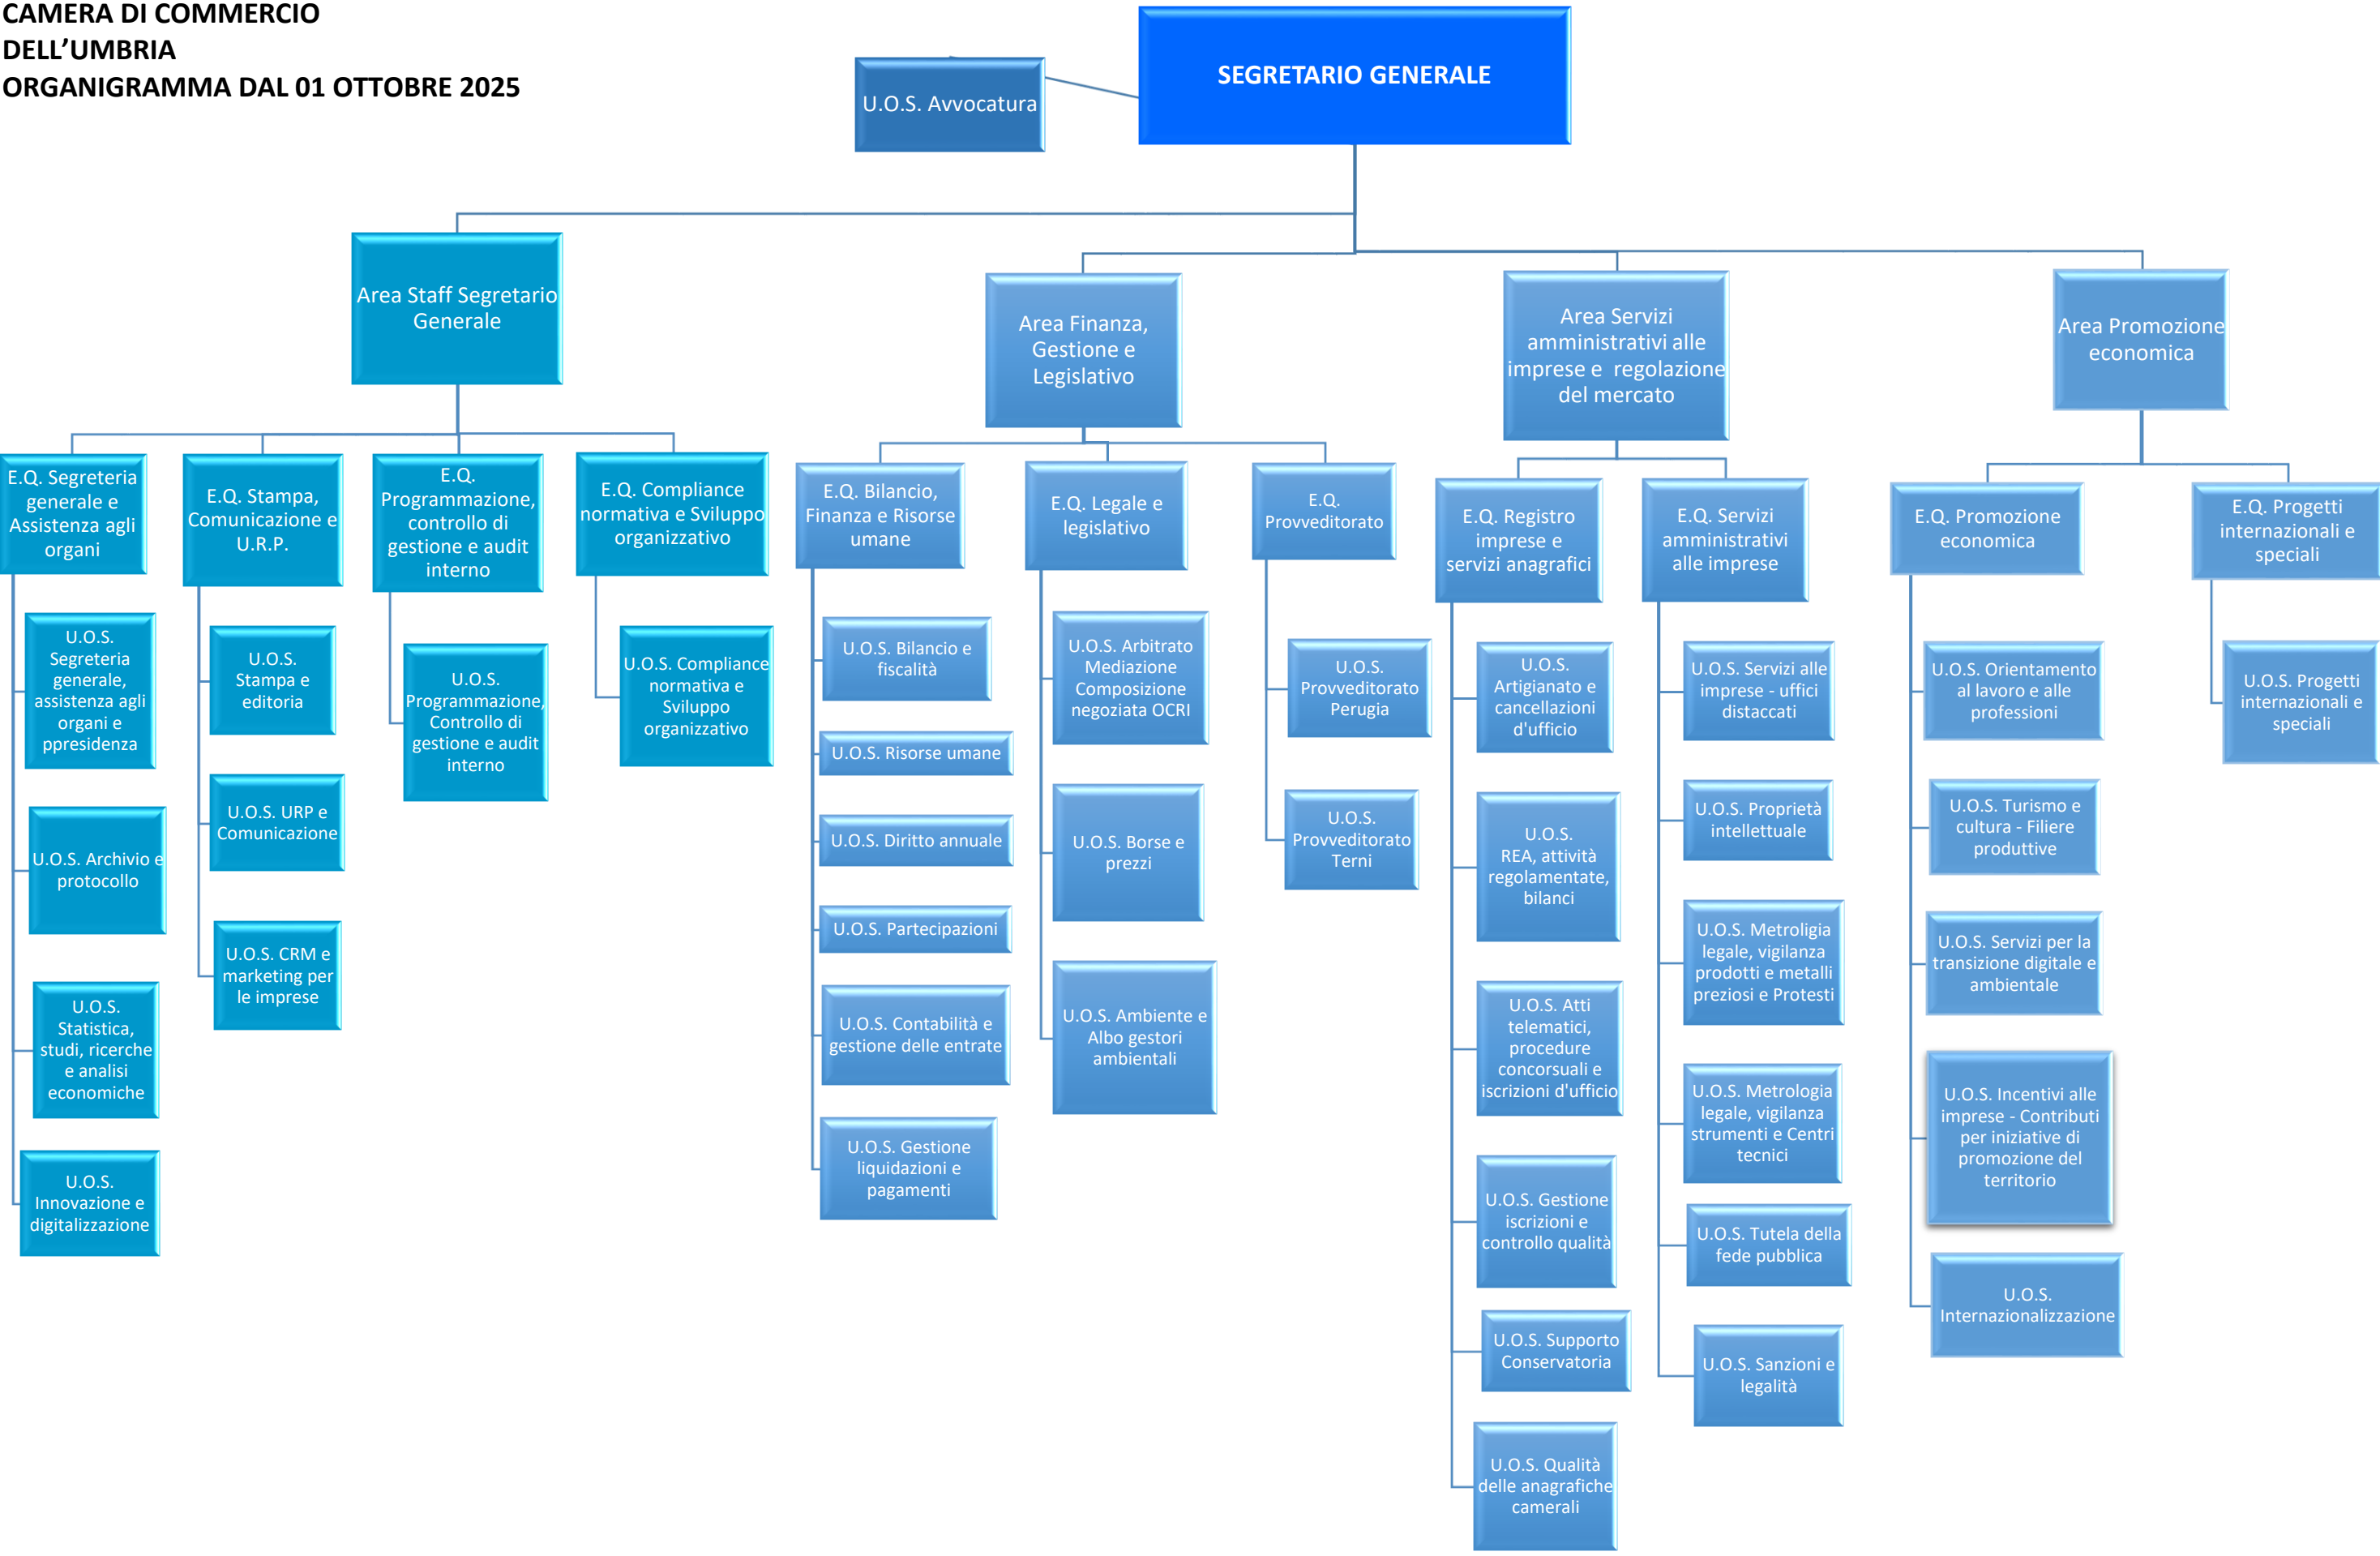 CAMERA DI COMMERCIO
DELL’UMBRIA
ORGANIGRAMMA DAL 01 OTTOBRE 2025
SEGRETARIO GENERALE
U.O.S. Avvocatura
Area Staff Segretario
Generale
Area Finanza,
Gestione e
Legislativo
Area Servizi
amministrativi alle
imprese e regolazione
del mercato
Area Promozione
economica
E.Q. Segreteria
generale e
Assistenza agli
organi
E.Q. Stampa,
Comunicazione e
U.R.P.
E.Q.
Programmazione,
controllo di
gestione e audit
interno
E.Q. Compliance
normativa e Sviluppo
organizzativo
E.Q. Bilancio,
Finanza e Risorse
umane
E.Q. Legale e
legislativo
E.Q.
Provveditorato
E.Q. Registro
imprese e
servizi anagrafici
E.Q. Servizi
amministrativi
alle imprese
E.Q. Promozione
economica
E.Q. Progetti
internazionali e
speciali
U.O.S.
Segreteria
generale,
assistenza agli
organi e
ppresidenza
U.O.S. Archivio e
protocollo
U.O.S.
Statistica,
studi, ricerche
e analisi
economiche
U.O.S.
Innovazione e
digitalizzazione
U.O.S.
Stampa e
editoria
U.O.S. URP e
Comunicazione
U.O.S. CRM e
marketing per
le imprese
U.O.S.
Programmazione,
Controllo di
gestione e audit
interno
U.O.S. Compliance
normativa e
Sviluppo
organizzativo
U.O.S. Bilancio e
fiscalità
U.O.S. Risorse umane
U.O.S. Diritto annuale
U.O.S. Partecipazioni
U.O.S. Contabilità e
gestione delle entrate
U.O.S. Gestione
liquidazioni e
pagamenti
U.O.S. Arbitrato
Mediazione
Composizione
negoziata OCRI
U.O.S. Borse e
prezzi
U.O.S. Ambiente e
Albo gestori
ambientali
U.O.S.
Provveditorato
Perugia
U.O.S.
Provveditorato
Terni
U.O.S.
Artigianato e
cancellazioni
d'ufficio
U.O.S.
REA, attività
regolamentate,
bilanci
U.O.S. Atti
telematici,
procedure
concorsuali e
iscrizioni d'ufficio
U.O.S. Gestione
iscrizioni e
controllo qualità
U.O.S. Supporto
Conservatoria
U.O.S. Qualità
delle anagrafiche
camerali
U.O.S. Servizi alle
imprese - uffici
distaccati
U.O.S. Proprietà
intellettuale
U.O.S. Metroligia
legale, vigilanza
prodotti e metalli
preziosi e Protesti
U.O.S. Metrologia
legale, vigilanza
strumenti e Centri
tecnici
U.O.S. Tutela della
fede pubblica
U.O.S. Sanzioni e
legalità
U.O.S. Orientamento
al lavoro e alle
professioni
U.O.S. Turismo e
cultura - Filiere
produttive
U.O.S. Servizi per la
transizione digitale e
ambientale
U.O.S. Incentivi alle
imprese - Contributi
per iniziative di
promozione del
territorio
U.O.S.
Internazionalizzazione
U.O.S. Progetti
internazionali e
speciali